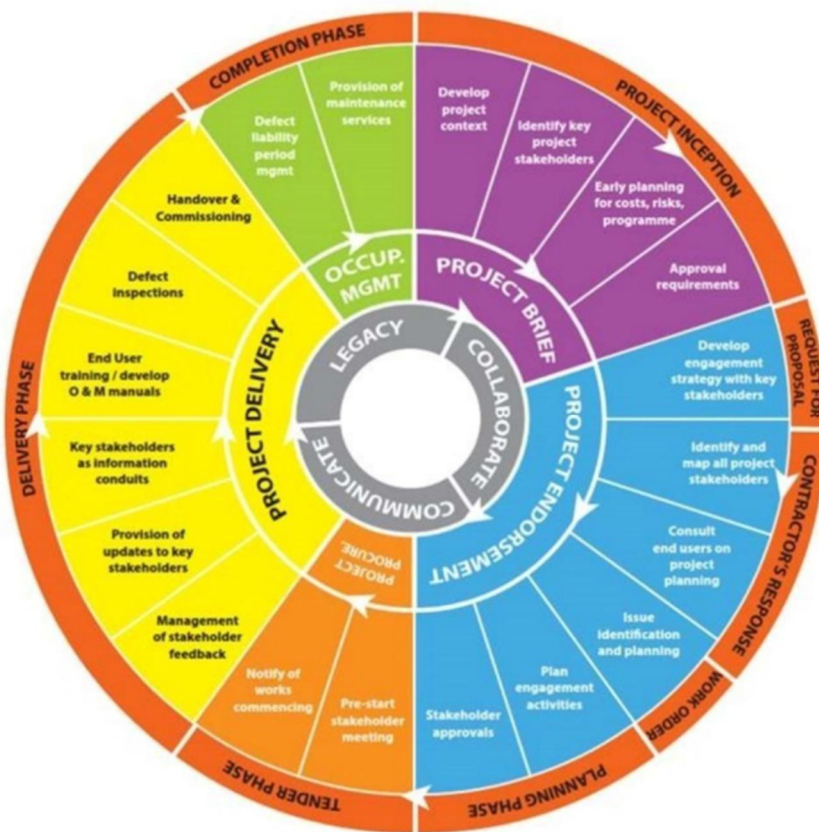 COMPLETION PHASE
PROJECT INCEPTION
REQUEST FOR
PROPOSAL
CONTRACTOR'S RESPONSE
WORK ORDER
PLANNING PHASE
TENDER PHASE
DELIVERY PHASE
Develop
project
context
Identify key
project
stakeholders
Early planning
for costs, risks,
programme
Approval
requirements
Develop
engagement
strategy with key
stakeholders
Identify and
map all project
stakeholders
Consult
end users on
project
planning
Issue
identification
and planning
Plan
engagement
activities
Stakeholder
approvals
Pre-start
stakeholder
meeting
Notify of
works
commencing
Management
of stakeholder
feedback
Provision of
updates to key
stakeholders
Key stakeholders
as information
conduits
End User
training / develop
O & M manuals
Defect
inspections
Handover &
Commissioning
Defect
liability
period
mgmt
Provision of
maintenance
services
PROJECT BRIEF
PROJECT ENDORSEMENT
PROJECT
PROCURE.
PROJECT DELIVERY
OCCUP.
MGMT
COLLABORATE
COMMUNICATE
LEGACY